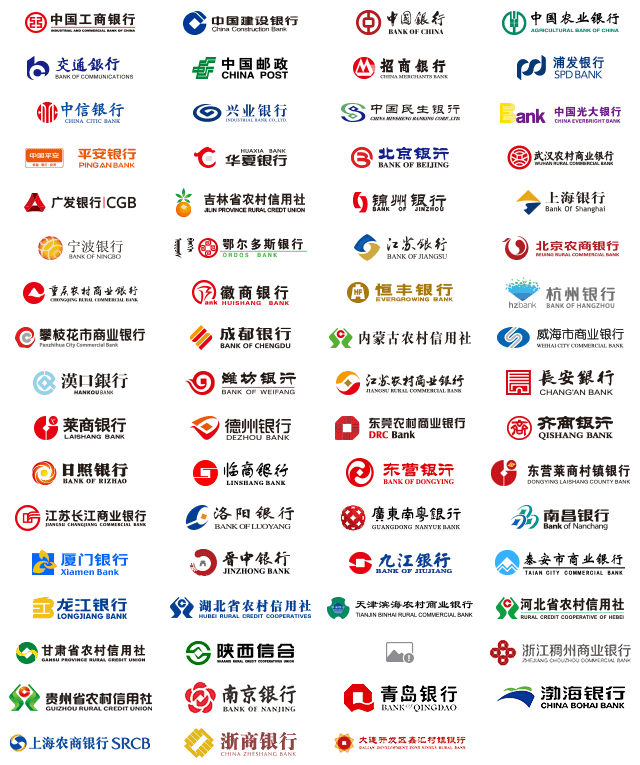 中国工商银行
INDUSTRIAL AND COMMERCIAL BANK OF CHINA
中国建设银行
China Construction Bank
中国银行
BANK OF CHINA
中国农业银行
AGRICULTURAL BANK OF CHINA
交通银行
BANK OF COMMUNICATIONS
中国邮政
CHINA POST
招商银行
CHINA MERCHANTS BANK
浦发银行
SPD BANK
中信银行
CHINA CITIC BANK
兴业银行
INDUSTRIAL BANK CO.,LTD.
中国民生银行
CHINA MINSHENG BANKING CORP.,LTD
Bank
中国光大银行
CHINA EVERBRIGHT BANK
中国平安
平安银行
PING AN BANK
HUAXIA BANK
华夏银行
北京银行
BANK OF BEIJING
武汉农村商业银行
WUHAN RURAL COMMERCIAL BANK
广发银行|CGB
吉林省农村信用社
JILIN PROVINCE RURAL CREDIT UNION
錦州银行
BANK OF JINZHOU
上海银行
Bank Of Shanghai
宁波银行
BANK OF NINGBO
鄂尔多斯银行
ORDOS BANK
江苏银行
BANK OF JIANGSU
北京农商银行
BEIJING RURAL COMMERCIAL BANK
重庆农村商业银行
CHONGQING RURAL COMMERCIAL BANK
徽商银行
ank HUISHANG BANK
恒丰银行
EVERGROWING BANK
hzbank
杭州银行
BANK OF HANGZHOU
攀枝花市商业银行
Panzhihua City Commercial Bank
成都银行
BANK OF CHENGDU
内蒙古农村信用社
威海市商业银行
WEIHAI CITY COMMERCIAL BANK
漢口銀行
HANKOU BANK
潍坊银行
BANK OF WEIFANG
江苏农村商业银行
JIANGSU RURAL COMMERCIAL BANK
長安銀行
CHANG'AN BANK
莱商银行
LAISHANG BANK
德州银行
DEZHOU BANK
东莞农村商业银行
DRC Bank
齐商银行
QISHANG BANK
日照银行
BANK OF RIZHAO
临商银行
LINSHANG BANK
东营银行
BANK OF DONGYING
东营莱商村镇银行
DONGYING LAISHANG COUNTY BANK
江苏长江商业银行
JIANGSU CHANGJIANG COMMERCIAL BANK
洛阳银行
BANK OF LUOYANG
廣東南粵銀行
GUANGDONG NANYUE BANK
南昌银行
Bank of Nanchang
厦门银行
Xiamen Bank
晋中银行
JINZHONG BANK
九江银行
BANK OF JIUJIANG
泰安市商业银行
TAIAN CITY COMMERCIAL BANK
龙江银行
LONGJIANG BANK
湖北省农村信用社
HUBEI RURAL CREDIT COOPERATIVES
天津滨海农村商业银行
TIANJIN BINHAI RURAL COMMERCIAL BANK
河北省农村信用社
RURAL CREDIT COOPERATIVE OF HEBEI
甘肃省农村信用社
GANSU PROVINCE RURAL CREDIT UNION
陕西信合
SHAANXI RURAL CREDIT COOPERATIVES UNION
浙江稠州商业银行
ZHEJIANG CHOUZHOU COMMERCIAL BANK
贵州省农村信用社
GUIZHOU RURAL CREDIT UNION
南京银行
BANK OF NANJING
青岛银行
BANK OF QINGDAO
渤海银行
CHINA BOHAI BANK
上海农商银行 SRCB
浙商银行
CHINA ZHESHANG BANK
大连开发区鑫汇村镇银行